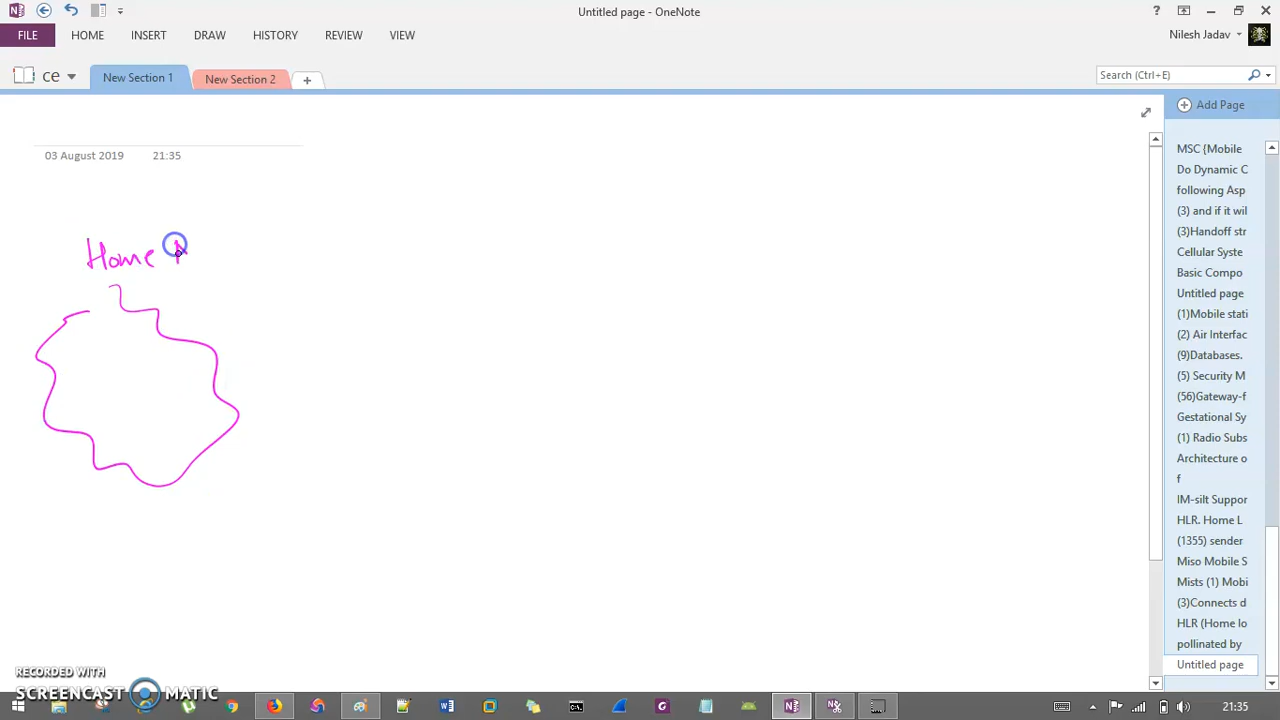 Untitled page - OneNote
FILE HOME INSERT DRAW HISTORY REVIEW VIEW
Nilesh Jadav
ce
New Section 1
New Section 2
Search (Ctrl+E)
Add Page
03 August 2019 21:35
Home
MSC {Mobile
Do Dynamic C
following Asp
(3) and if it wil
(3)Handoff str
Cellular Syste
Basic Compo
Untitled page
(1)Mobile stati
(2) Air Interfac
(9)Databases.
(5) Security M
(56)Gateway-f
Gestational Sy
(1) Radio Subs
Architecture o
f
IM-silt Suppor
HLR. Home L
(1355) sender
Miso Mobile S
Mists (1) Mobi
(3)Connects d
HLR (Home lo
pollinated by
Untitled page
RECORDED WITH
SCREENCAST MATIC
21:35